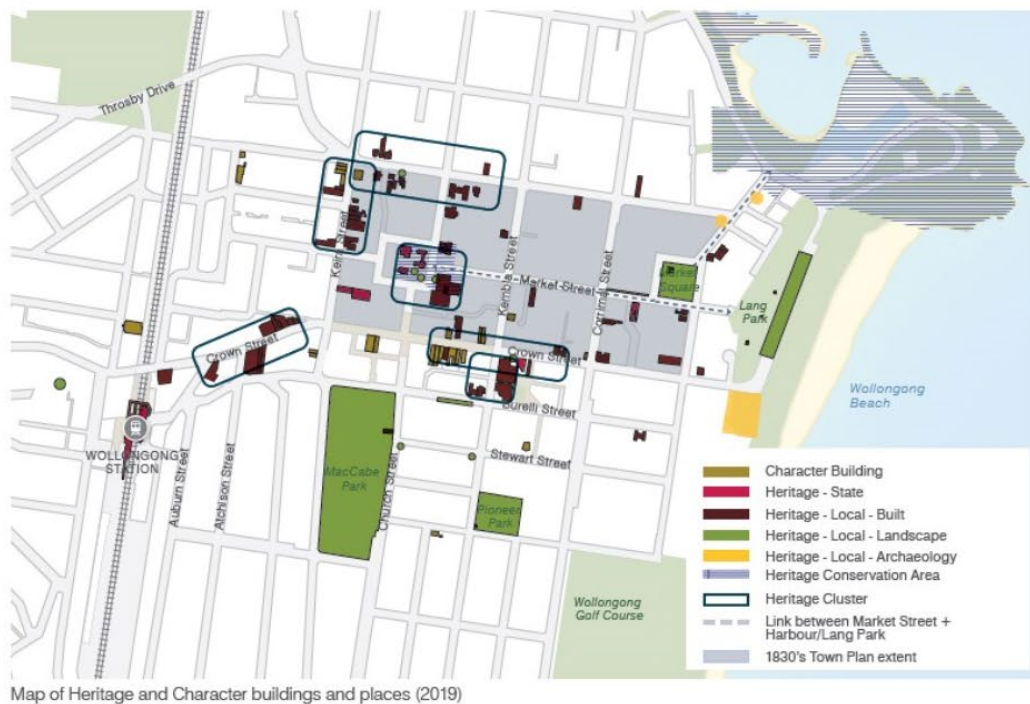 Throsby Drive
Keira Street
Kembla Street
Corrimal Street
Market Street
Market
Square
Lang
Park
Crown Street
Crown Street
Burelli Street
Stewart Street
Wollongong
Beach
WOLLONGONG
STATION
Auburn Street
Atchison Street
MacCabe
Park
Church Street
Pioneer
Park
Wollongong
Golf Course
Character Building
Heritage - State
Heritage - Local - Built
Heritage - Local - Landscape
Heritage - Local - Archaeology
Heritage Conservation Area
Heritage Cluster
Link between Market Street +
Harbour/Lang Park
1830's Town Plan extent
Map of Heritage and Character buildings and places (2019)